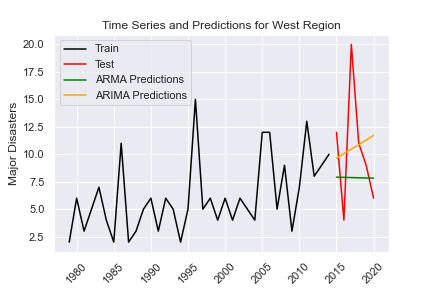 Time Series and Predictions for West Region
Train
Test
ARMA Predictions
ARIMA Predictions
Major Disasters
20.0
17.5
15.0
12.5
10.0
7.5
5.0
2.5
1980
1985
1990
1995
2000
2005
2010
2015
2020